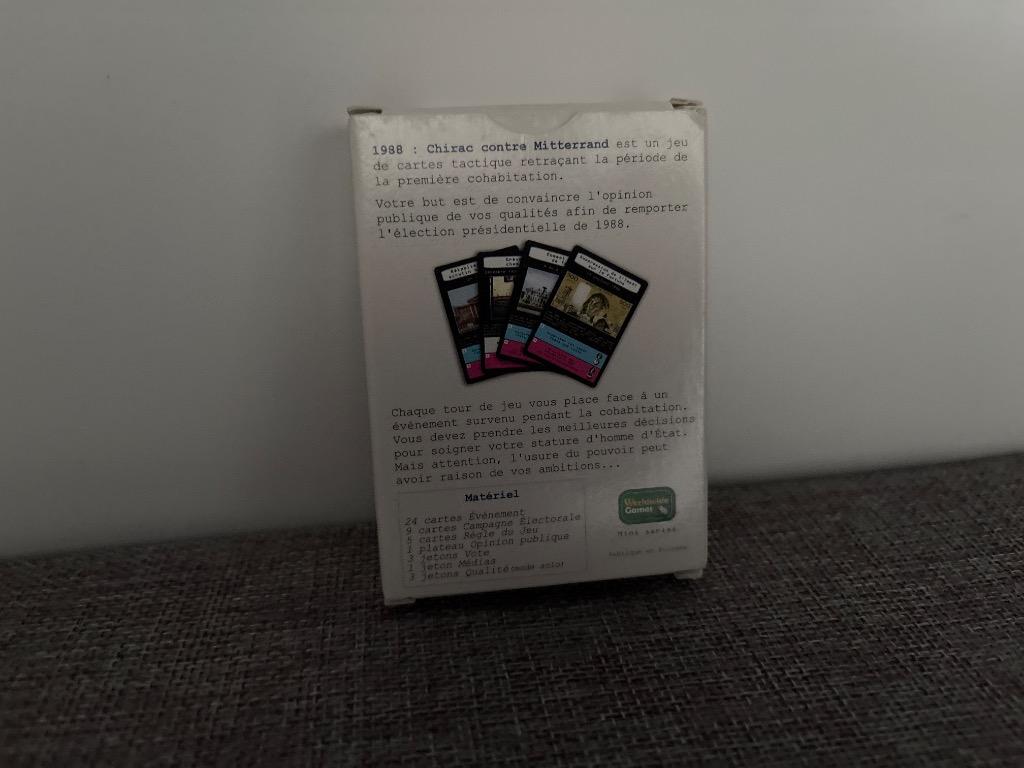 1988 : Chirac contre Mitterrand est un jeu
de cartes tactique retraçant la période de
la première cohabitation.
Votre but est de convaincre l'opinion
publique de vos qualités afin de remporter
l'élection présidentielle de 1988.
Chaque tour de jeu vous place face à un
événement survenu pendant la cohabitation.
Vous devez prendre les meilleures décisions
pour soigner votre stature d'homme d'État.
Mais attention, l'usure du pouvoir peut
avoir raison de vos ambitions...
Matériel
24 cartes Événement
9 cartes Campagne Électorale
5 cartes Règle du Jeu
1 plateau Opinion publique
3 jetons Vote
1 jeton Médias
3 jetons Qualité (mode solo)
Games
Mini series